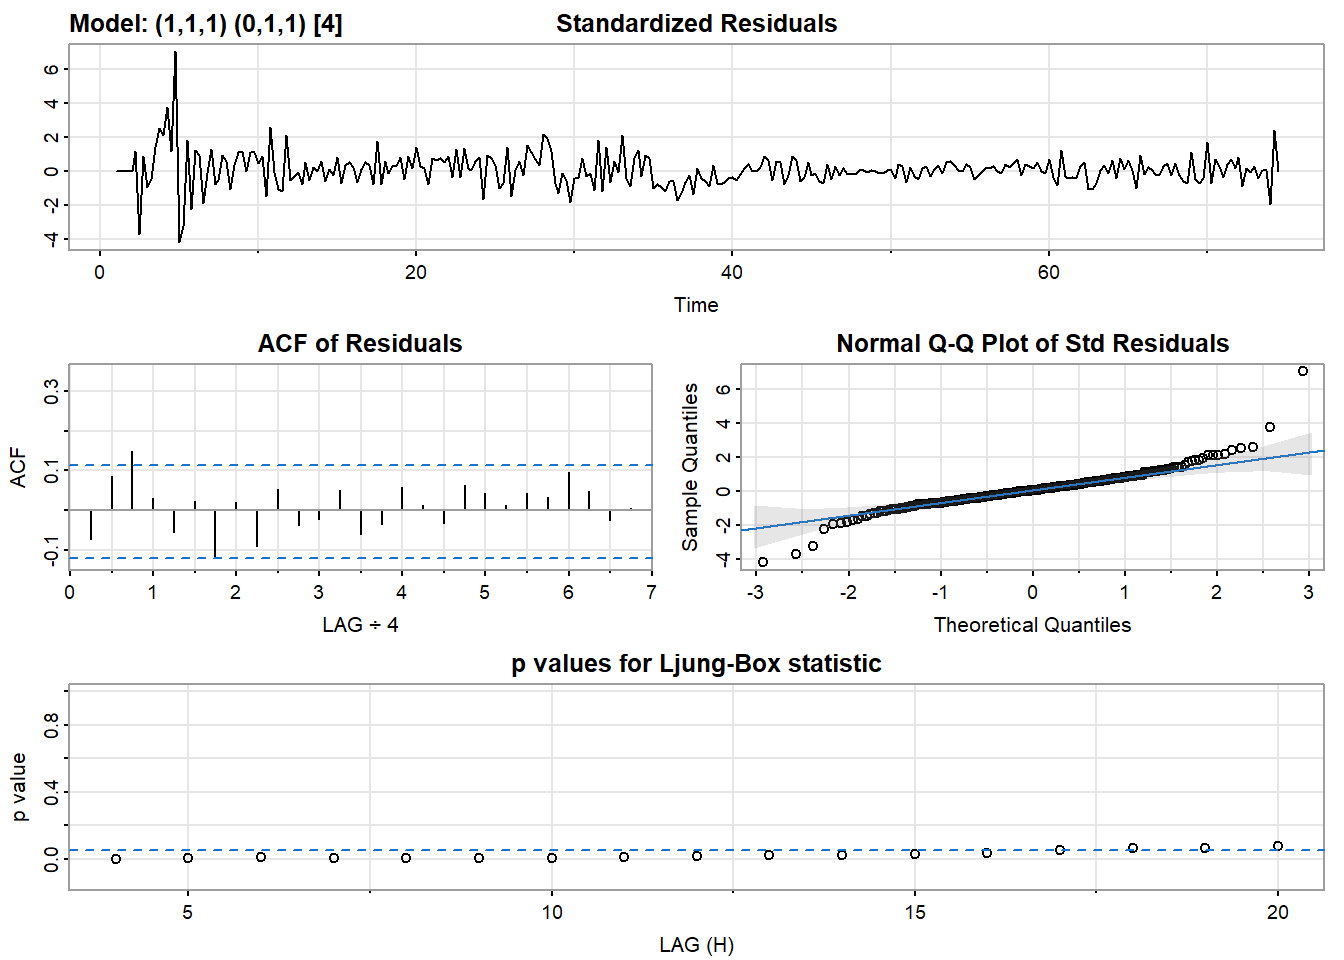 Model: (1,1,1) (0,1,1) [4]
Standardized Residuals
6
4
2
0
-2
-4
0 20 40 60
Time
ACF of Residuals
ACF
0.3
0.1
-0.1
0 1 2 3 4 5 6 7
LAG ÷ 4
Normal Q-Q Plot of Std Residuals
Sample Quantiles
6
4
2
0
-2
-4
-3 -2 -1 0 1 2 3
Theoretical Quantiles
p values for Ljung-Box statistic
p value
0.8
0.4
0.0
5 10 15 20
LAG (H)